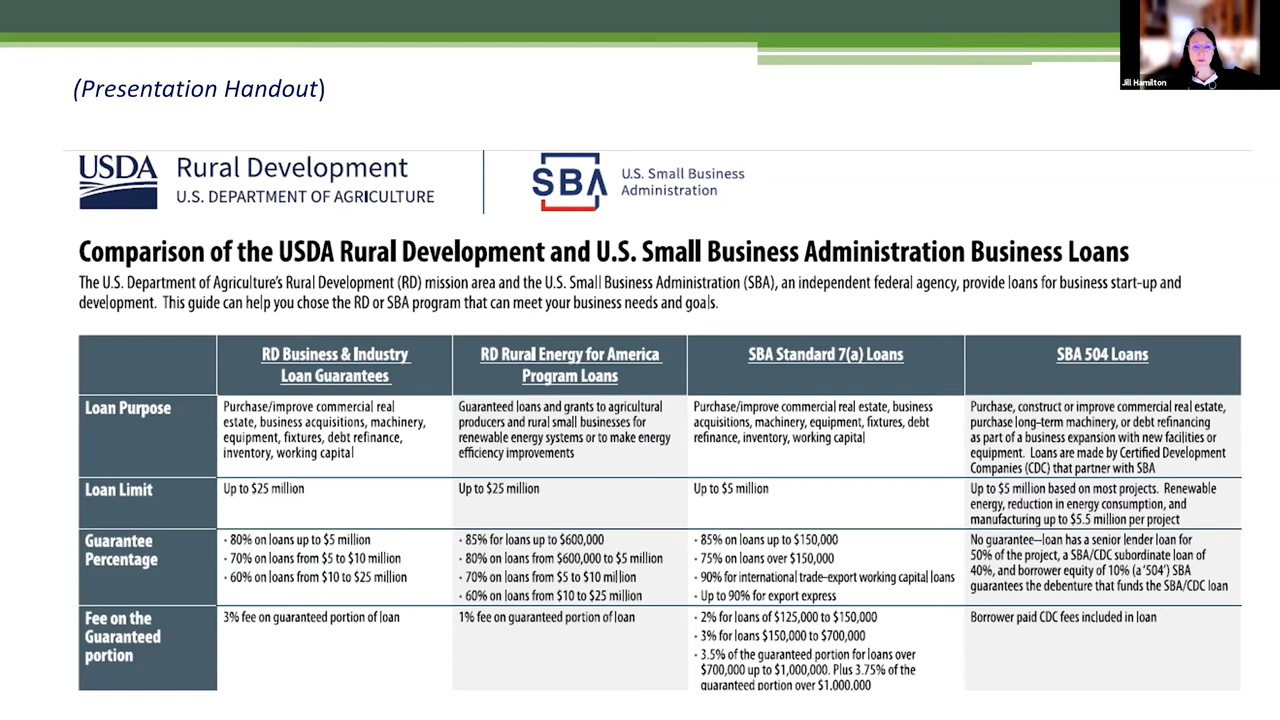 Jill Hamilton
(Presentation Handout)
USDA
Rural Development
U.S. DEPARTMENT OF AGRICULTURE
SBA
U.S. Small Business
Administration
Comparison of the USDA Rural Development and U.S. Small Business Administration Business Loans
The U.S. Department of Agriculture's Rural Development (RD) mission area and the U.S. Small Business Administration (SBA), an independent federal agency, provide loans for business start-up and
development. This guide can help you chose the RD or SBA program that can meet your business needs and goals.
RD Business & Industry
Loan Guarantees
RD Rural Energy for America
Program Loans
SBA Standard 7(a) Loans
SBA 504 Loans
Loan Purpose
Purchase/improve commercial real
estate, business acquisitions, machinery,
equipment, fixtures, debt refinance,
inventory, working capital
Guaranteed loans and grants to agricultural
producers and rural small businesses for
renewable energy systems or to make energy
efficiency improvements
Purchase/improve commercial real estate, business
acquisitions, machinery, equipment, fixtures, debt
refinance, inventory, working capital
Purchase, construct or improve commercial real estate,
purchase long-term machinery, or debt refinancing
as part of a business expansion with new facilities or
equipment. Loans are made by Certified Development
Companies (CDC) that partner with SBA
Loan Limit
Up to $25 million
Up to $25 million
Up to $5 million
Up to $5 million based on most projects. Renewable
energy, reduction in energy consumption, and
manufacturing up to $5.5 million per project
Guarantee
Percentage
• 80% on loans up to $5 million
• 70% on loans from $5 to $10 million
• 60% on loans from $10 to $25 million
• 85% for loans up to $600,000
• 80% on loans from $600,000 to $5 million
• 70% on loans from $5 to $10 million
• 60% on loans from $10 to $25 million
• 85% on loans up to $150,000
• 75% on loans over $150,000
• 90% for international trade-export working capital loans
• Up to 90% for export express
No guarantee—loan has a senior lender loan for
50% of the project, a SBA/CDC subordinate loan of
40%, and borrower equity of 10% (a '504') SBA
guarantees the debenture that funds the SBA/CDC loan
Fee on the
Guaranteed
portion
3% fee on guaranteed portion of loan
1% fee on guaranteed portion of loan
• 2% for loans of $125,000 to $150,000
• 3% for loans $150,000 to $700,000
• 3.5% of the guaranteed portion for loans over
$700,000 up to $1,000,000. Plus 3.75% of the
guaranteed portion over $1,000,000
Borrower paid CDC fees included in loan